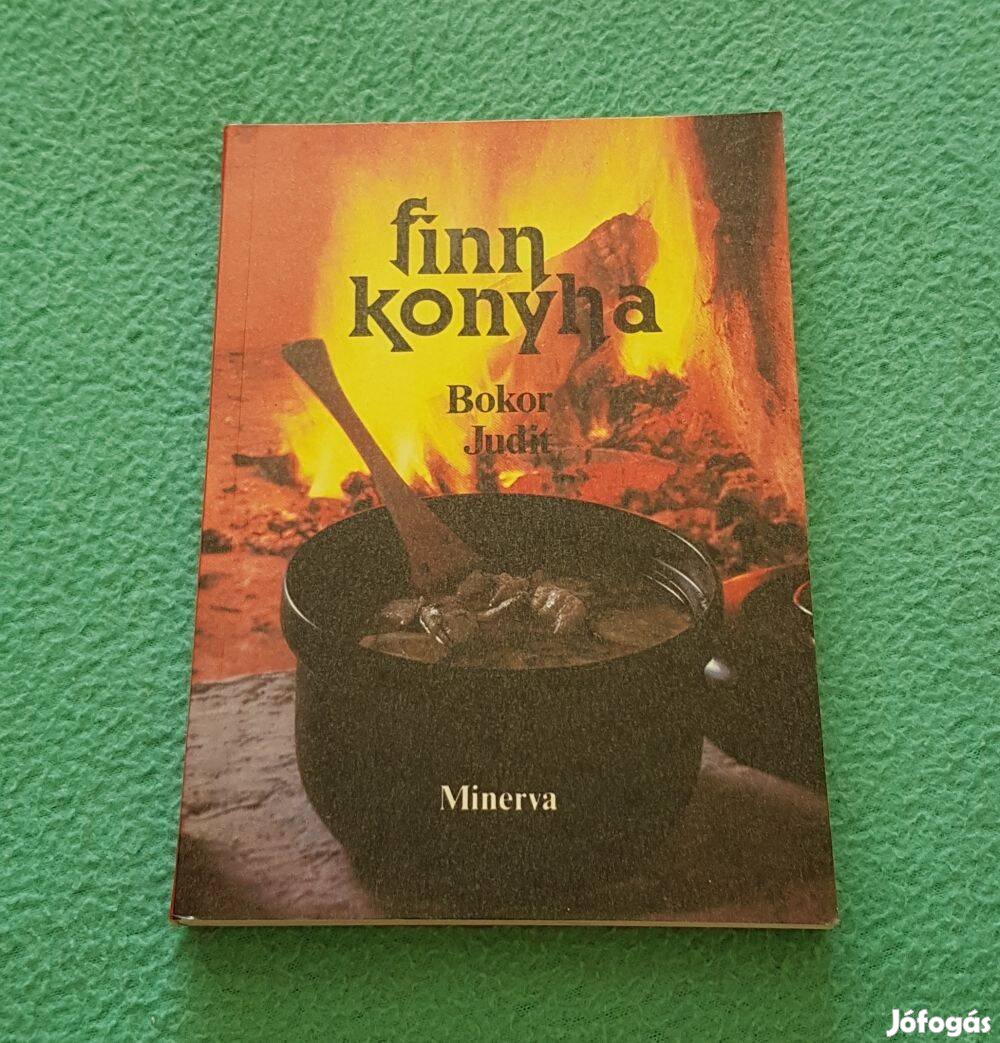 finn
konyha
Bokor
Judit
Minerva
Jófogás